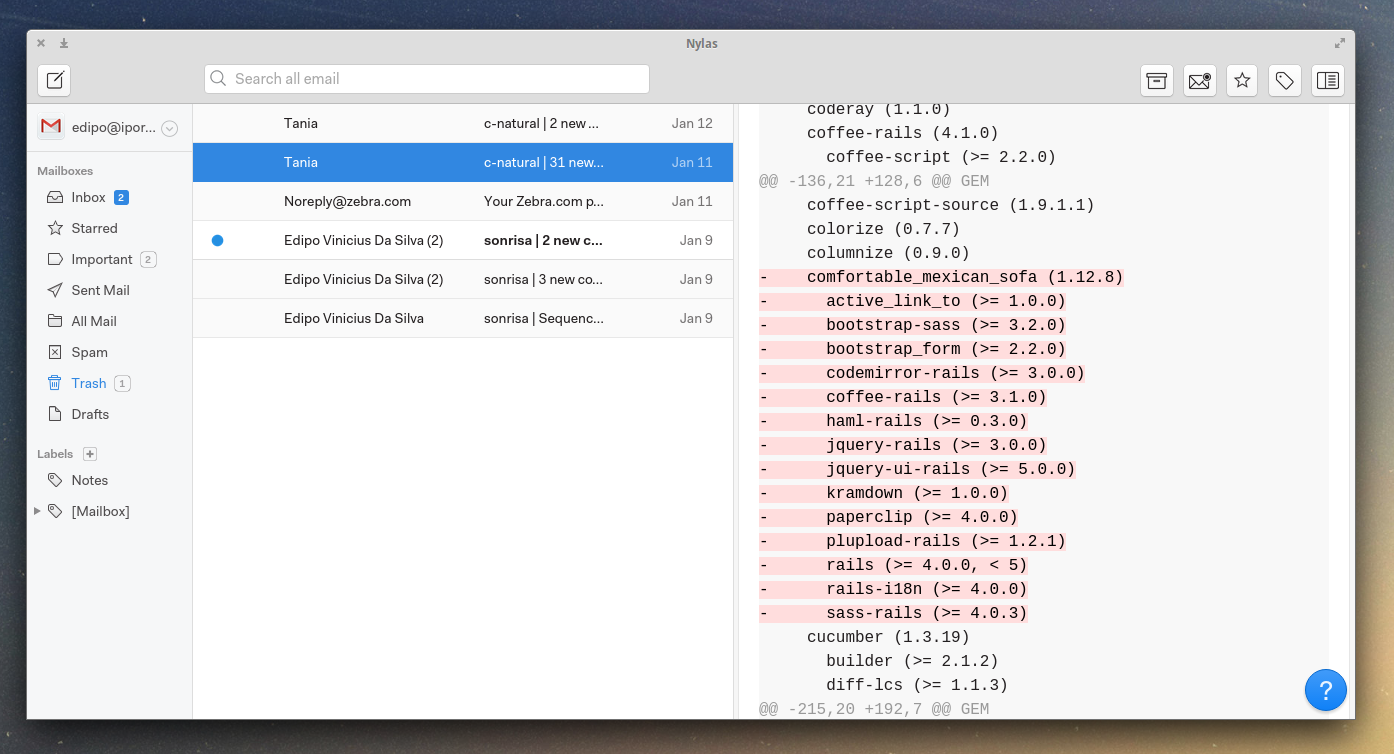 Nylas
Search all email
edipo@ipor...
Mailboxes
Inbox 2
Starred
Important 2
Sent Mail
All Mail
Spam
Trash 1
Drafts
Labels +
Notes
[Mailbox]
Tania c-natural | 2 new ... Jan 12
Tania c-natural | 31 new... Jan 11
Noreply@zebra.com Your Zebra.com p... Jan 11
Edipo Vinicius Da Silva (2) sonrisa | 2 new c... Jan 9
Edipo Vinicius Da Silva (2) sonrisa | 3 new co... Jan 9
Edipo Vinicius Da Silva sonrisa | Sequenc... Jan 9
coderay (1.1.0)
coffee-rails (4.1.0)
coffee-script (>= 2.2.0)
@@ -136,21 +128,6 @@ GEM
coffee-script-source (1.9.1.1)
colorize (0.7.7)
columnize (0.9.0)
- comfortable_mexican_sofa (1.12.8)
- active_link_to (>= 1.0.0)
- bootstrap-sass (>= 3.2.0)
- bootstrap_form (>= 2.2.0)
- codemirror-rails (>= 3.0.0)
- coffee-rails (>= 3.1.0)
- haml-rails (>= 0.3.0)
- jquery-rails (>= 3.0.0)
- jquery-ui-rails (>= 5.0.0)
- kramdown (>= 1.0.0)
- paperclip (>= 4.0.0)
- plupload-rails (>= 1.2.1)
- rails (>= 4.0.0, < 5)
- rails-i18n (>= 4.0.0)
- sass-rails (>= 4.0.3)
cucumber (1.3.19)
builder (>= 2.1.2)
diff-lcs (>= 1.1.3)
@@ -215,20 +192,7 @@ GEM
?